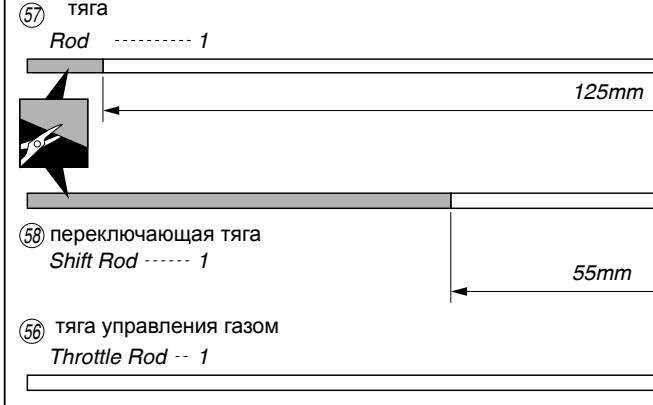 57 тяга
Rod ---------- 1
125mm
58 переключающая тяга
Shift Rod ------ 1
55mm
56 тяга управления газом
Throttle Rod -- 1